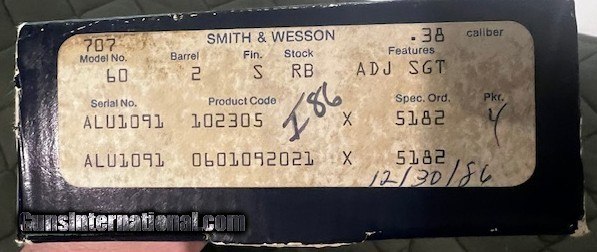 707 SMITH & WESSON .38 caliber
Model No. Barrel Fin. Stock Features
60 2 S RB ADJ SGT
Serial No. Product Code Spec. Ord. Pkr.
ALU1091 102305 I86 X 5182 4
ALU1091 0601092021 X 5182
12/30/86
GunsInternational.com